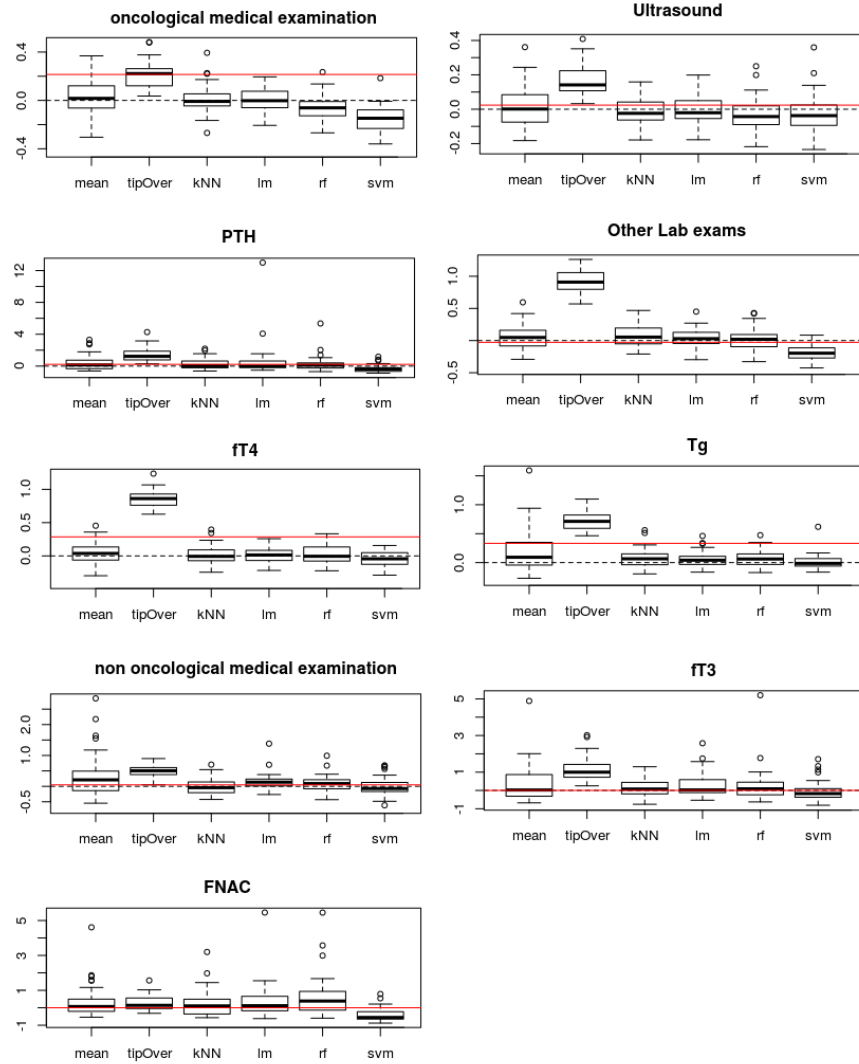 oncological medical examination
0.4
0.0
-0.4
mean tipOver kNN lm rf svm
Ultrasound
0.4
0.2
0.0
-0.2
mean tipOver kNN lm rf svm
PTH
12
8
4
0
mean tipOver kNN lm rf svm
Other Lab exams
1.0
0.5
-0.5
mean tipOver kNN lm rf svm
fT4
1.0
0.5
0.0
mean tipOver kNN lm rf svm
Tg
1.0
0.0
mean tipOver kNN lm rf svm
non oncological medical examination
2.0
1.0
-0.5
mean tipOver kNN lm rf svm
fT3
5
3
1
-1
mean tipOver kNN lm rf svm
FNAC
5
3
1
-1
mean tipOver kNN lm rf svm